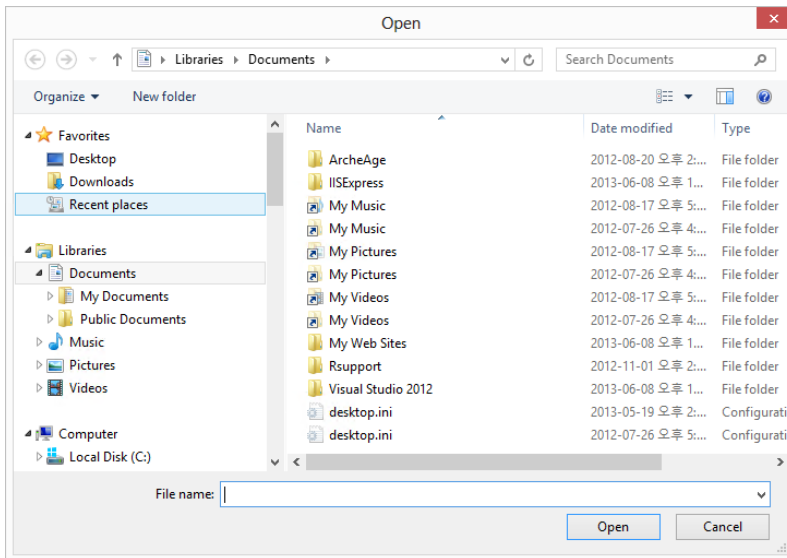 Open
Libraries Documents Search Documents
Organize New folder
Favorites
Desktop
Downloads
Recent places
Libraries
Documents
My Documents
Public Documents
Music
Pictures
Videos
Computer
Local Disk (C:)
Name Date modified Type
ArcheAge 2012-08-20 오후 2:... File folder
IISExpress 2013-06-08 오후 1... File folder
My Music 2012-08-17 오후 5:... File folder
My Music 2012-07-26 오후 4:... File folder
My Pictures 2012-08-17 오후 5:... File folder
My Pictures 2012-07-26 오후 4:... File folder
My Videos 2012-08-17 오후 5:... File folder
My Videos 2012-07-26 오후 4:... File folder
My Web Sites 2013-06-08 오후 1... File folder
Rsupport 2012-11-01 오후 2:... File folder
Visual Studio 2012 2013-06-08 오후 1... File folder
desktop.ini 2013-05-19 오후 2:... Configurati
desktop.ini 2012-07-26 오후 5:... Configurati
File name:
Open Cancel